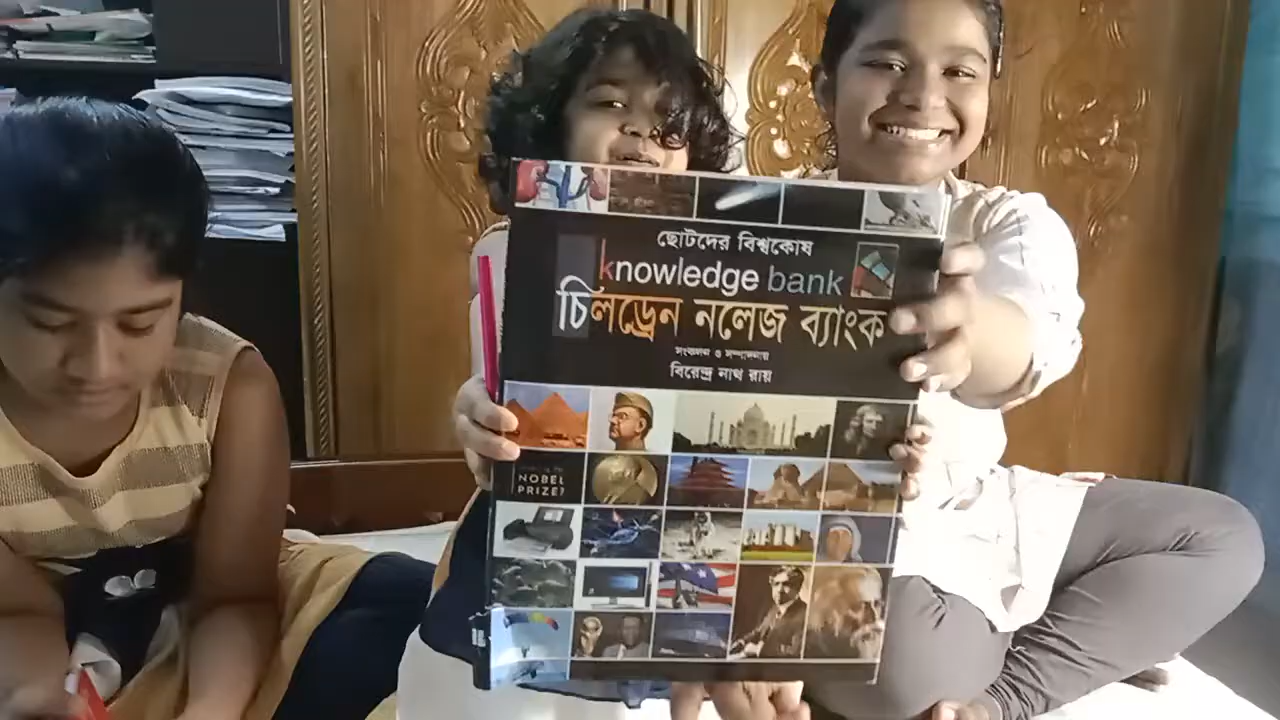 ছোটদের বিশ্বকোষ
knowledge bank
চিলড্রেন নলেজ ব্যাংক
সংকলন ও সম্পাদনায়
বিরেন্দ্র নাথ রায়
NOBEL
PRIZE?